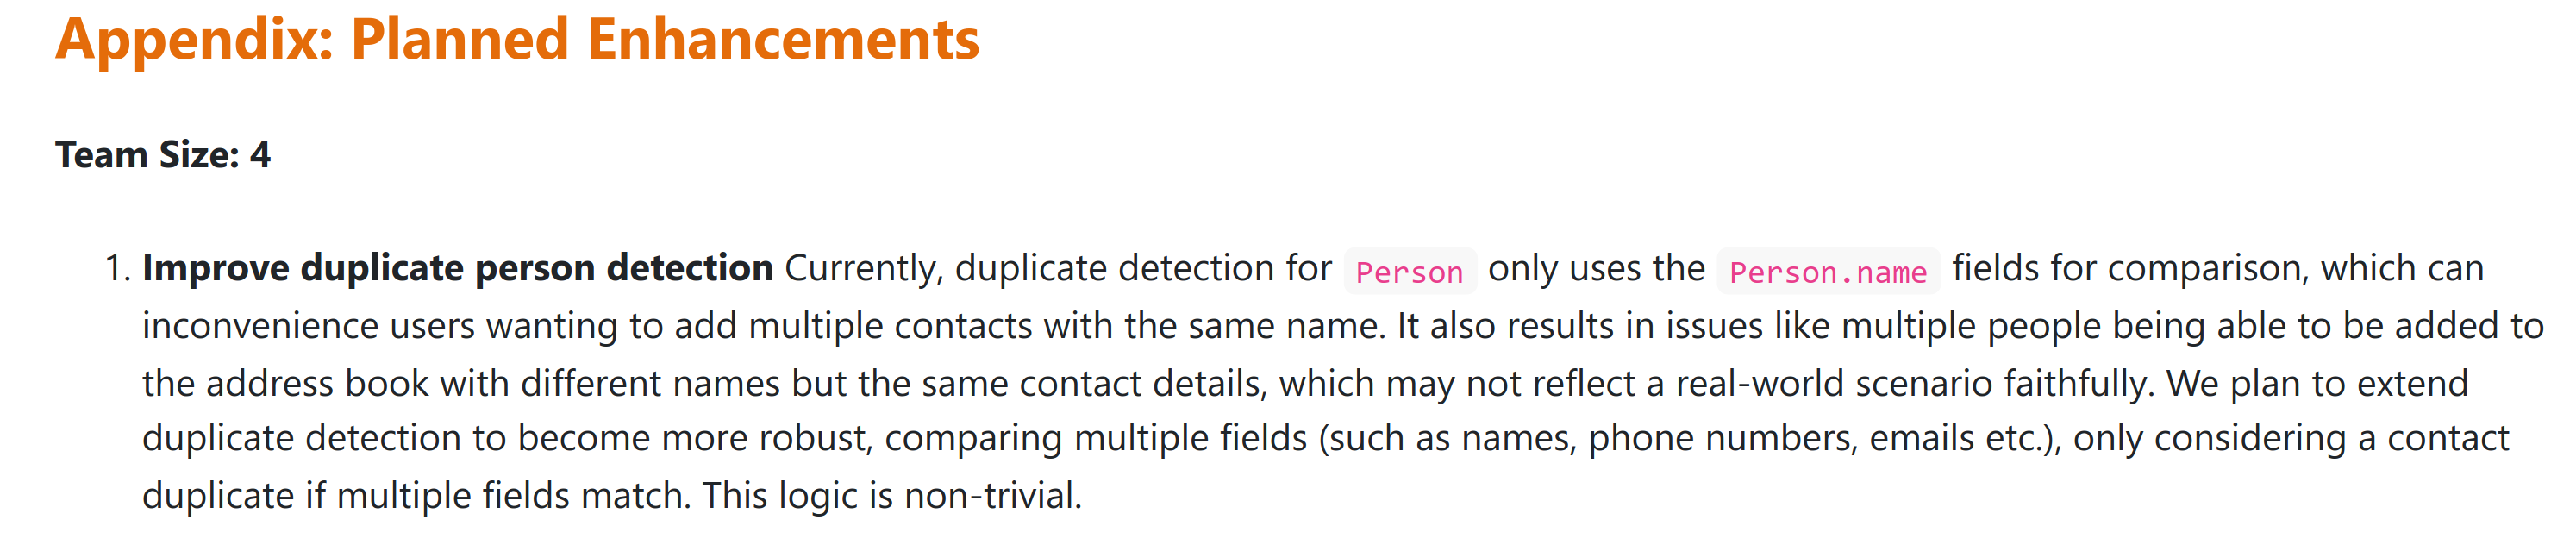 Appendix: Planned Enhancements
Team Size: 4
1. Improve duplicate person detection Currently, duplicate detection for Person only uses the Person.name fields for comparison, which can
inconvenience users wanting to add multiple contacts with the same name. It also results in issues like multiple people being able to be added to
the address book with different names but the same contact details, which may not reflect a real-world scenario faithfully. We plan to extend
duplicate detection to become more robust, comparing multiple fields (such as names, phone numbers, emails etc.), only considering a contact
duplicate if multiple fields match. This logic is non-trivial.